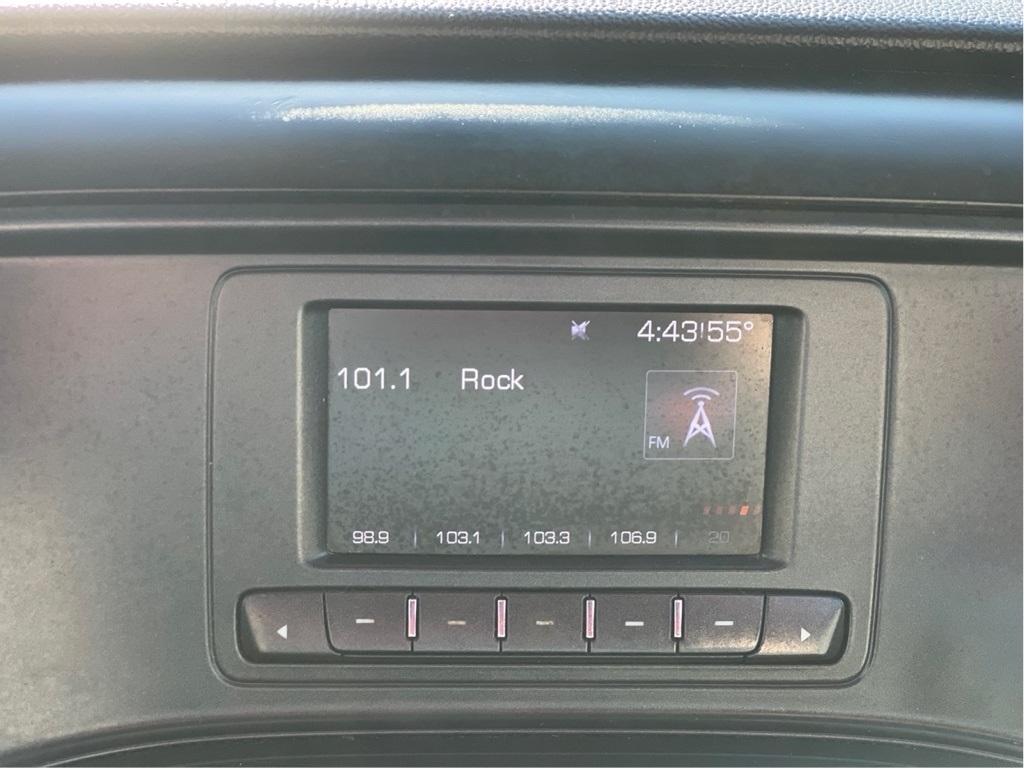 4:43|55°
101.1 Rock
FM
98.9 | 103.1 | 103.3 | 106.9 | 20